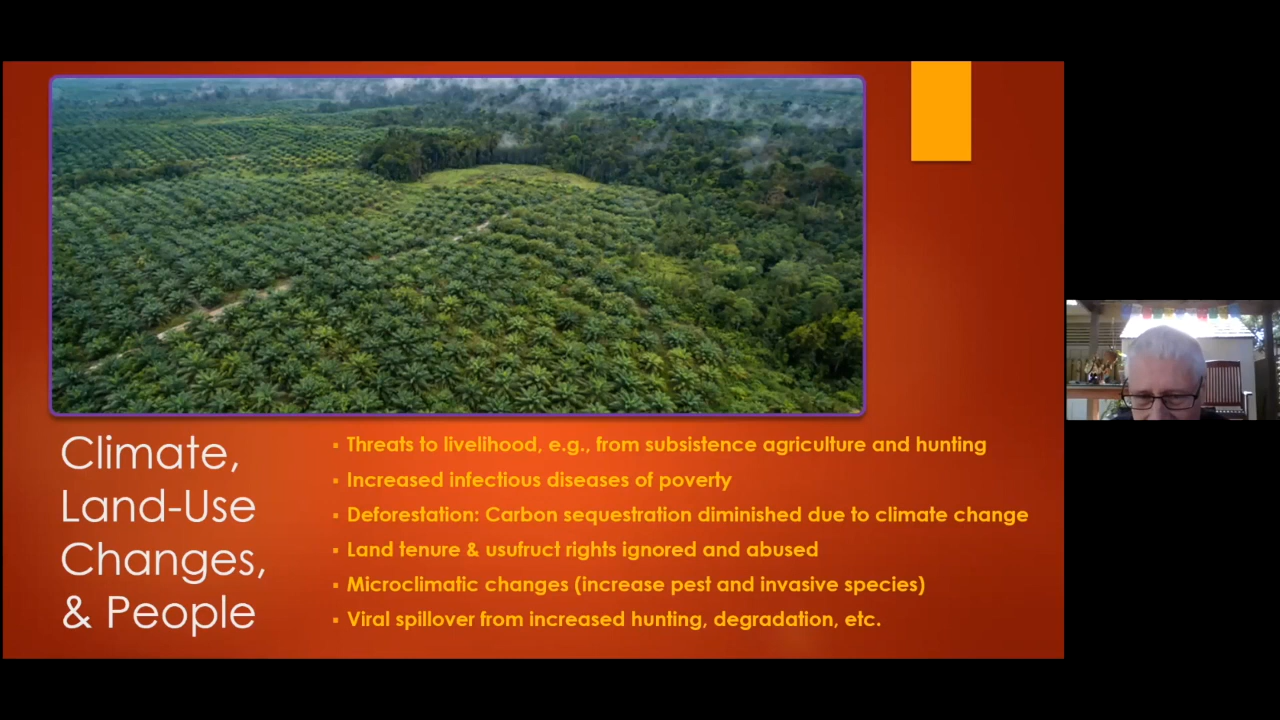 Climate,
Land-Use
Changes,
& People
Threats to livelihood, e.g., from subsistence agriculture and hunting
Increased infectious diseases of poverty
Deforestation: Carbon sequestration diminished due to climate change
Land tenure & usufruct rights ignored and abused
Microclimatic changes (increase pest and invasive species)
Viral spillover from increased hunting, degradation, etc.